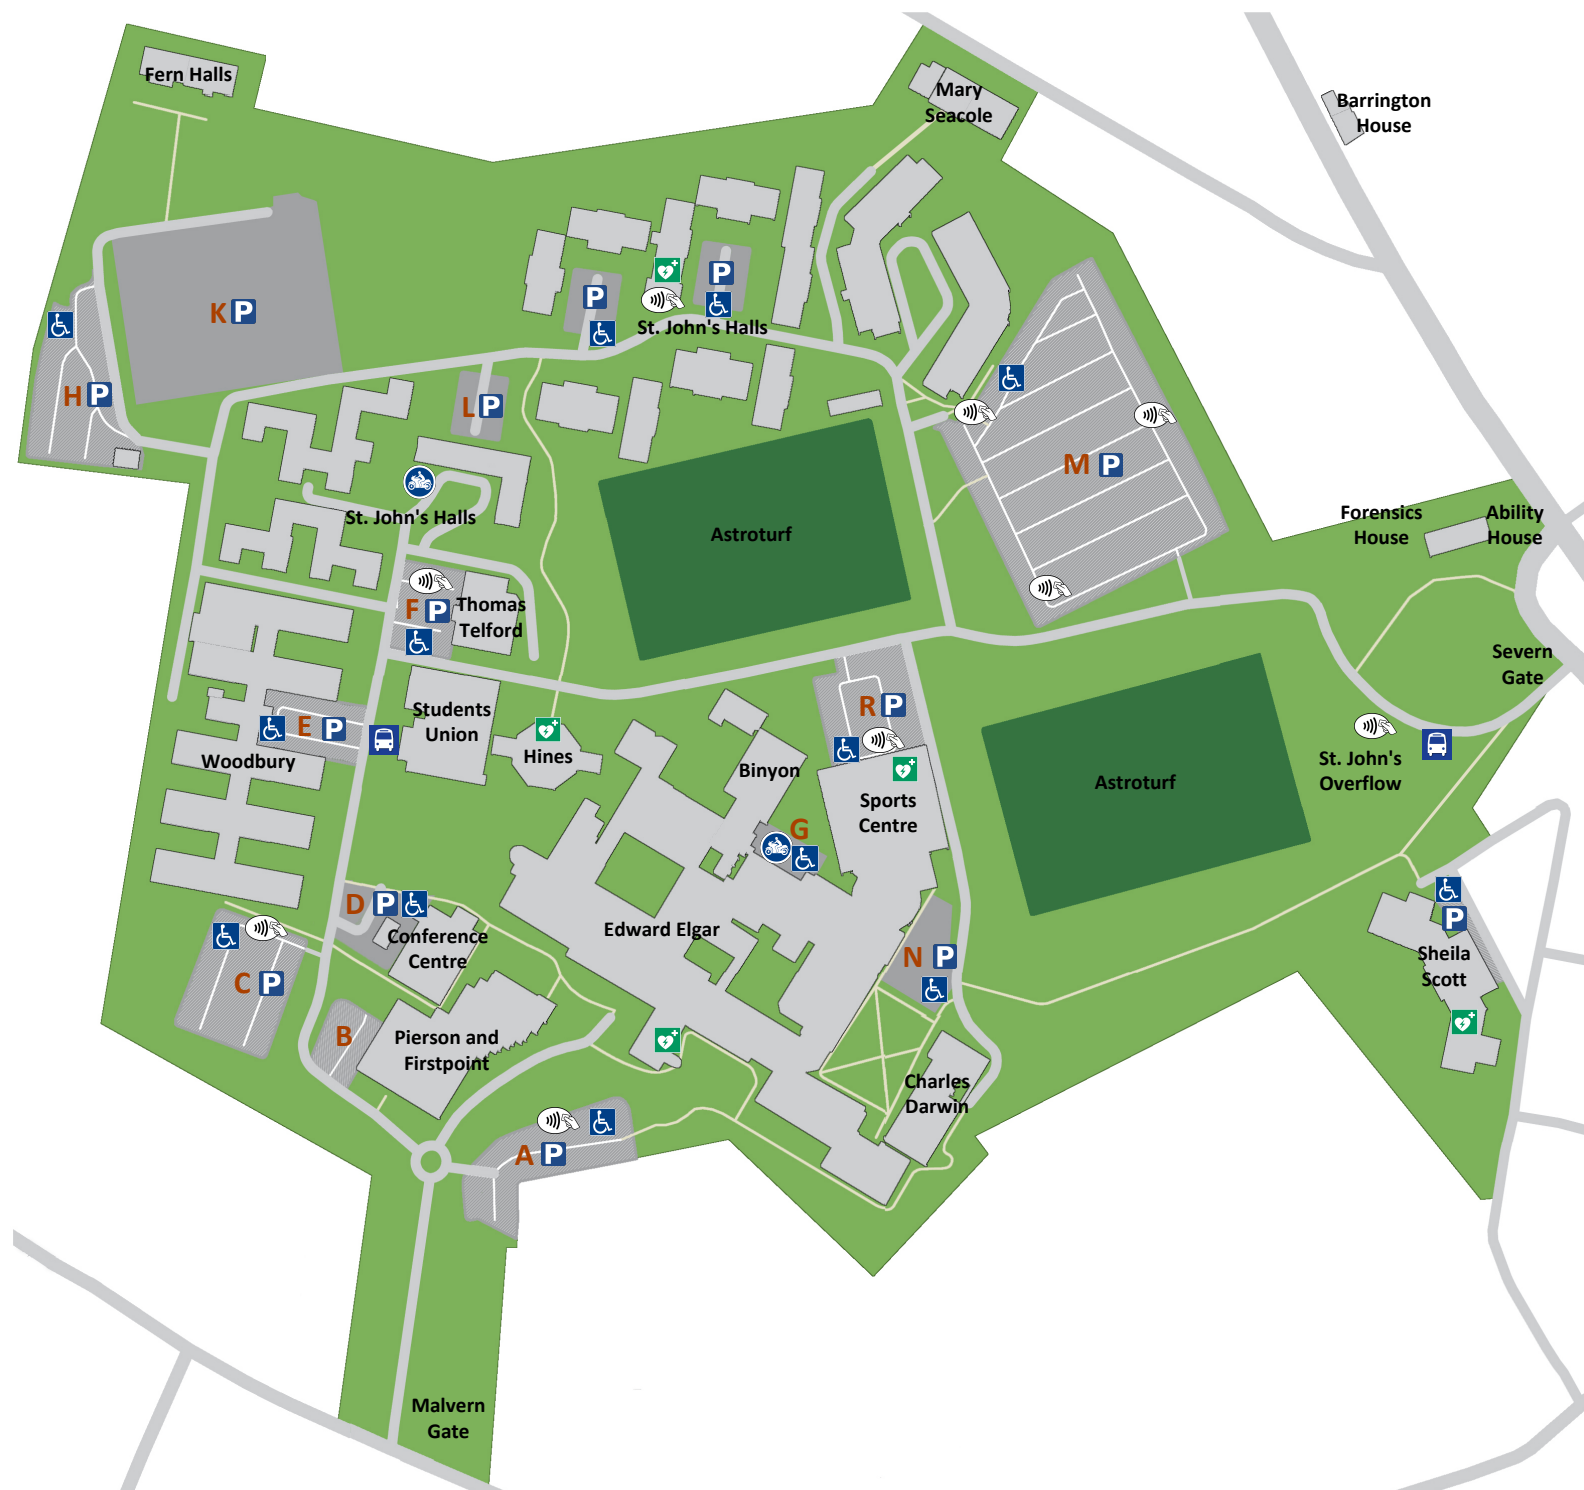 Fern Halls
Mary
Seacole
Barrington
House
P
P
K P
St. John's Halls
H P
L P
M P
St. John's Halls
Astroturf
Forensics
House
Ability
House
F P
Thomas
Telford
Severn
Gate
Students
Union
R P
E P
Woodbury
Hines
Binyon
St. John's
Overflow
Astroturf
Sports
Centre
G
D P
P
Edward Elgar
Conference
Centre
N P
Sheila
Scott
C P
B
Pierson and
Firstpoint
Charles
Darwin
A P
Malvern
Gate